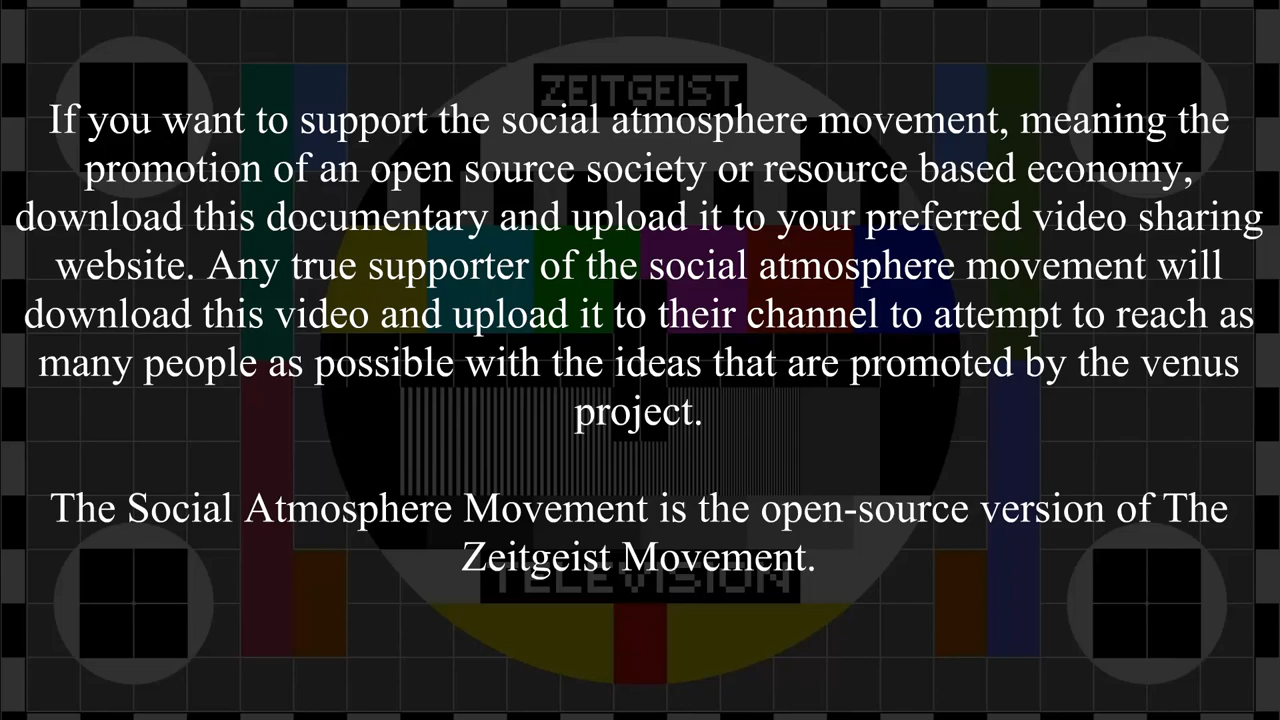 ZEITGEIST
If you want to support the social atmosphere movement, meaning the
promotion of an open source society or resource based economy,
download this documentary and upload it to your preferred video sharing
website. Any true supporter of the social atmosphere movement will
download this video and upload it to their channel to attempt to reach as
many people as possible with the ideas that are promoted by the venus
project.
The Social Atmosphere Movement is the open-source version of The
Zeitgeist Movement.
TELEVISION